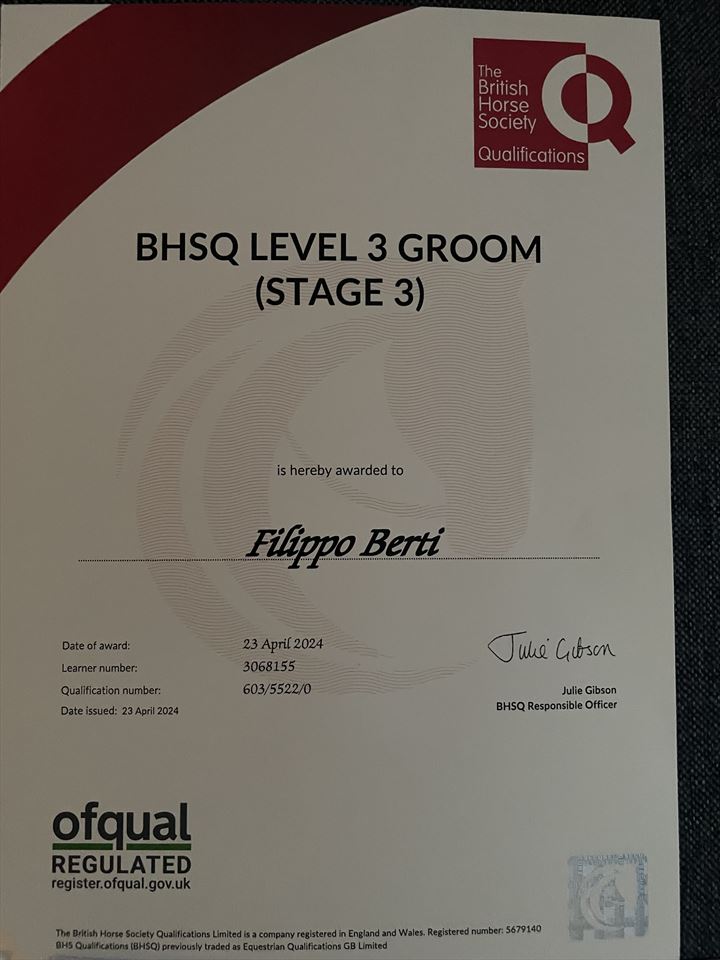 The
British
Horse
Society
Qualifications
BHSQ LEVEL 3 GROOM
(STAGE 3)
is hereby awarded to
Filippo Berti
Date of award: 23 April 2024
Learner number: 3068155
Qualification number: 603/5522/0
Date issued: 23 April 2024
Julie Gibson
Julie Gibson
BHSQ Responsible Officer
ofqual
REGULATED
register.ofqual.gov.uk
The British Horse Society Qualifications Limited is a company registered in England and Wales. Registered number: 5679140
BHS Qualifications (BHSQ) previously traded as Equestrian Qualifications GB Limited